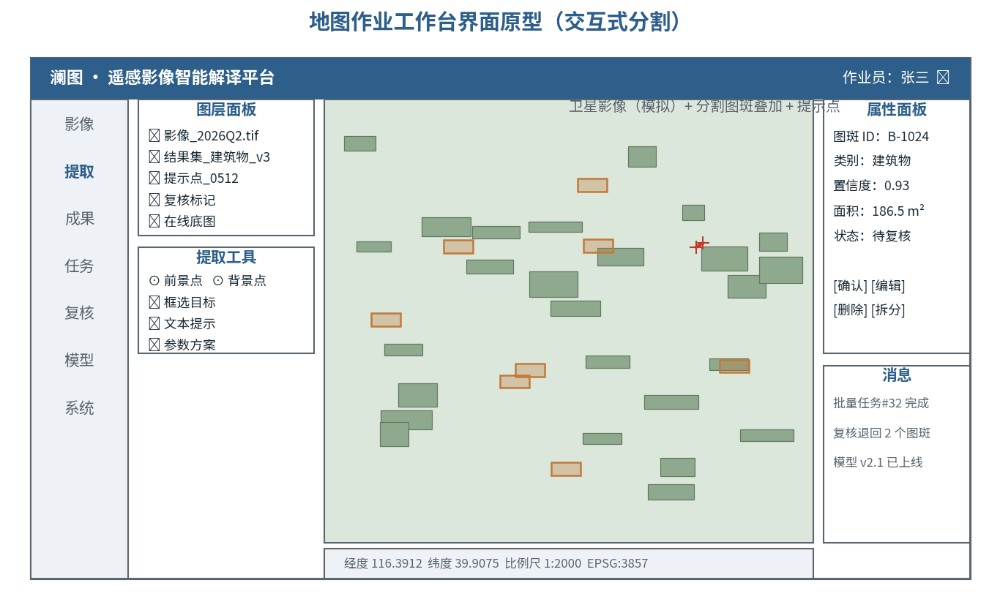 地图作业工作台界面原型（交互式分割）
澜图 · 遥感影像智能解译平台
作业员：张三
影像
提取
成果
任务
复核
模型
系统
图层面板
影像_2026Q2.tif
结果集_建筑物_v3
提示点_0512
复核标记
在线底图
提取工具
⊙ 前景点 ⊙ 背景点
框选目标
文本提示
参数方案
卫星影像（模拟）+ 分割图斑叠加 + 提示点
经度 116.3912 纬度 39.9075 比例尺 1:2000 EPSG:3857
属性面板
图斑 ID：B-1024
类别：建筑物
置信度：0.93
面积：186.5 m²
状态：待复核
[确认] [编辑]
[删除] [拆分]
消息
批量任务#32 完成
复核退回 2 个图斑
模型 v2.1 已上线